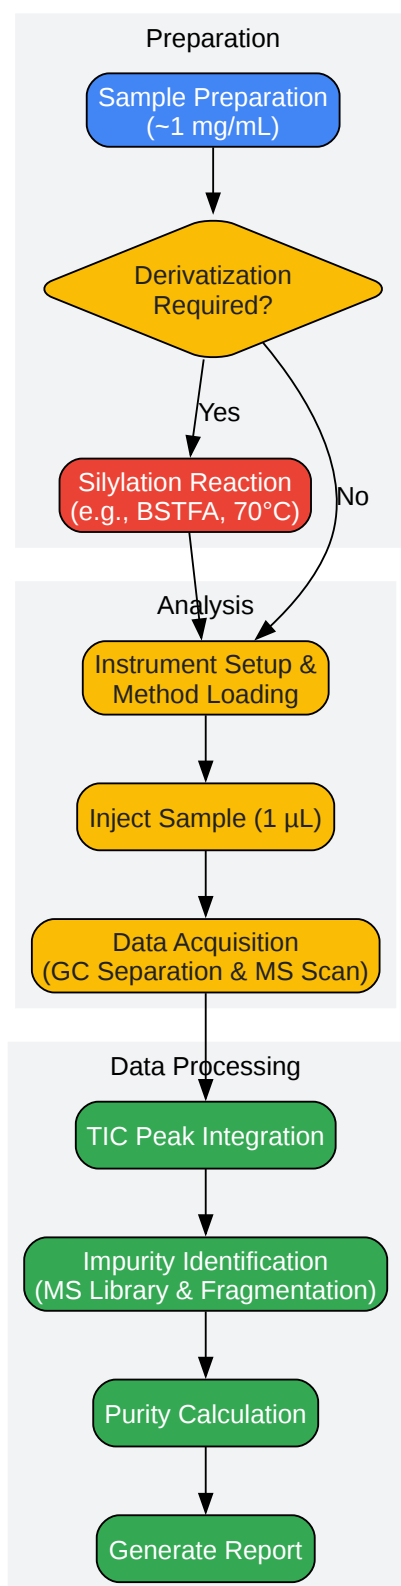 Preparation
Sample Preparation
(~1 mg/mL)
Derivatization
Required?
Yes
Silylation Reaction
(e.g., BSTFA, 70°C)
No
Analysis
Instrument Setup &
Method Loading
Inject Sample (1 µL)
Data Acquisition
(GC Separation & MS Scan)
Data Processing
TIC Peak Integration
Impurity Identification
(MS Library & Fragmentation)
Purity Calculation
Generate Report